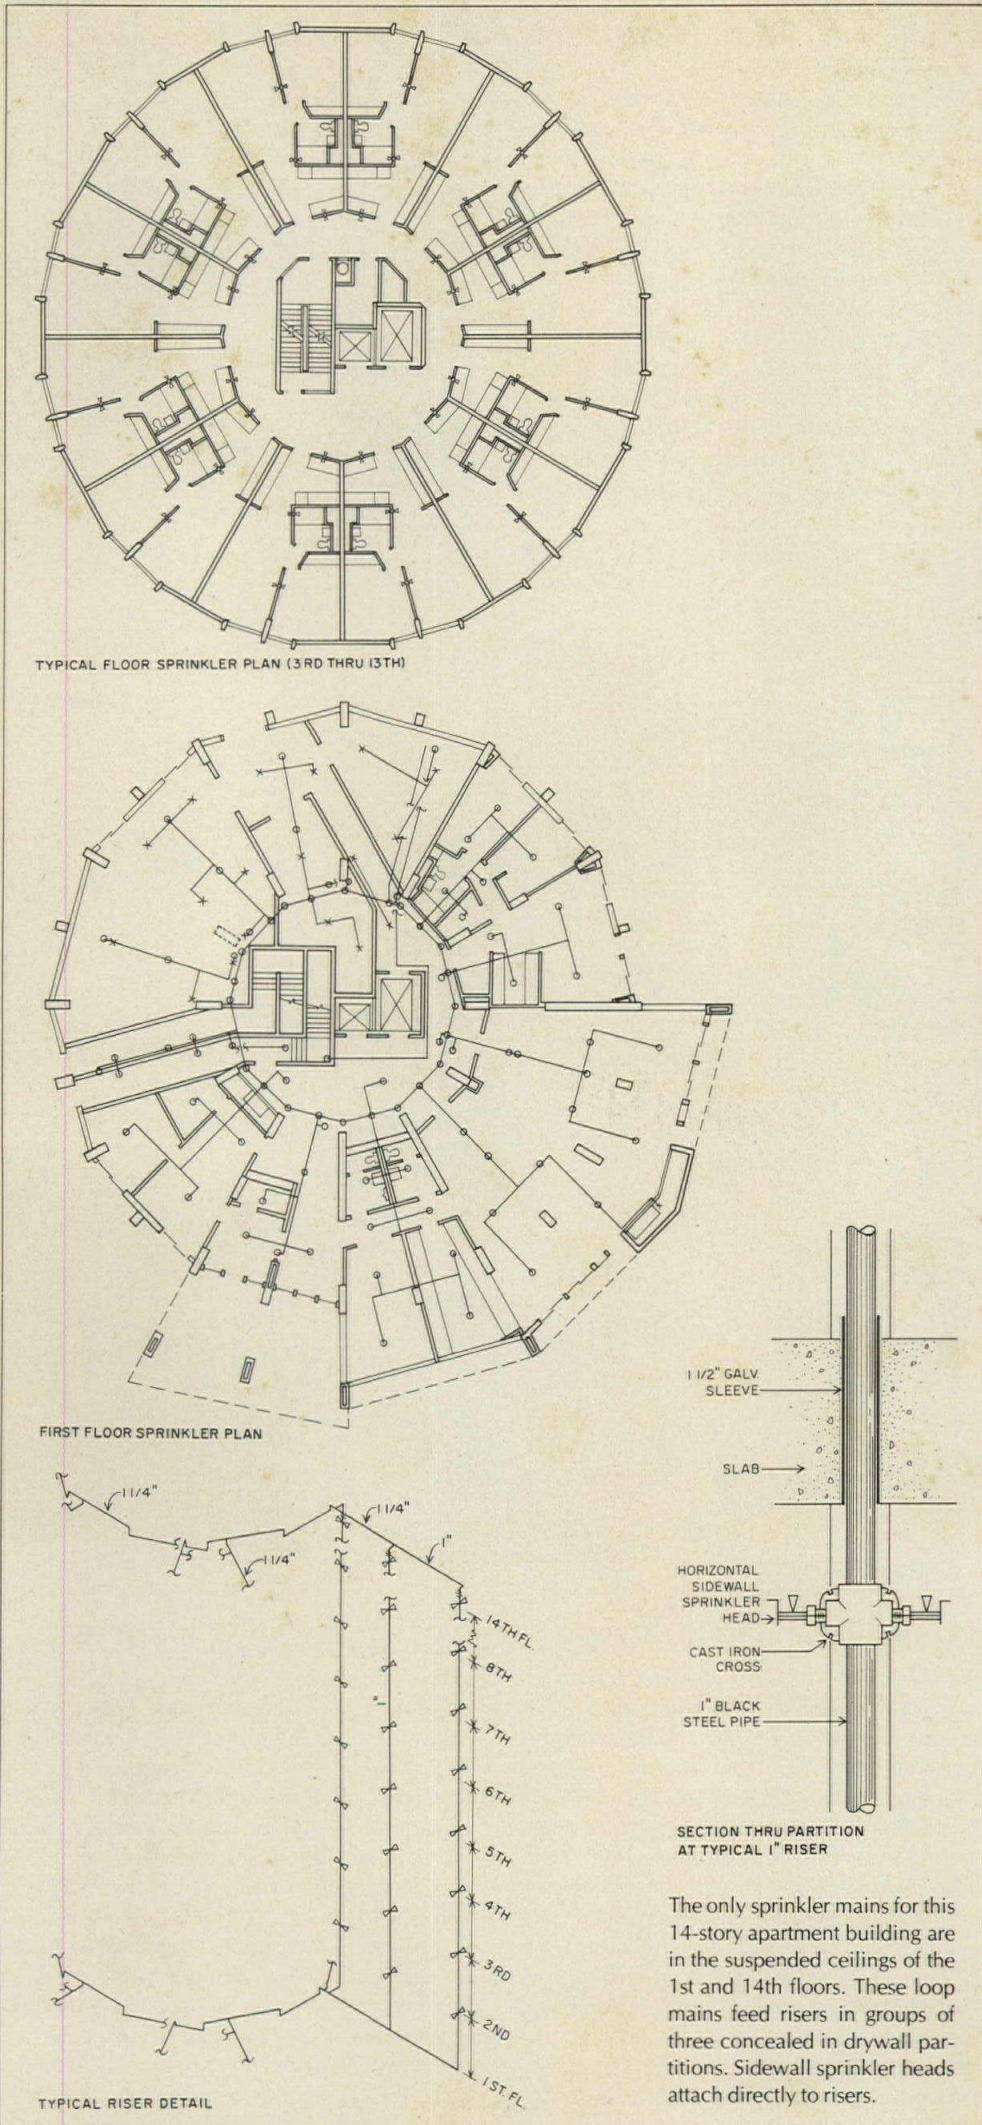 TYPICAL FLOOR SPRINKLER PLAN (3RD THRU 13TH)
FIRST FLOOR SPRINKLER PLAN
1 1/4"
1 1/4"
1 1/4"
1"
14TH FL.
8TH
1"
7TH
6TH
5TH
4TH
3RD
2ND
1ST. FL.
TYPICAL RISER DETAIL
1 1/2" GALV.
SLEEVE
SLAB
HORIZONTAL
SIDEWALL
SPRINKLER
HEAD
CAST IRON
CROSS
1" BLACK
STEEL PIPE
SECTION THRU PARTITION
AT TYPICAL 1" RISER
The only sprinkler mains for this
14-story apartment building are
in the suspended ceilings of the
1st and 14th floors. These loop
mains feed risers in groups of
three concealed in drywall par-
titions. Sidewall sprinkler heads
attach directly to risers.